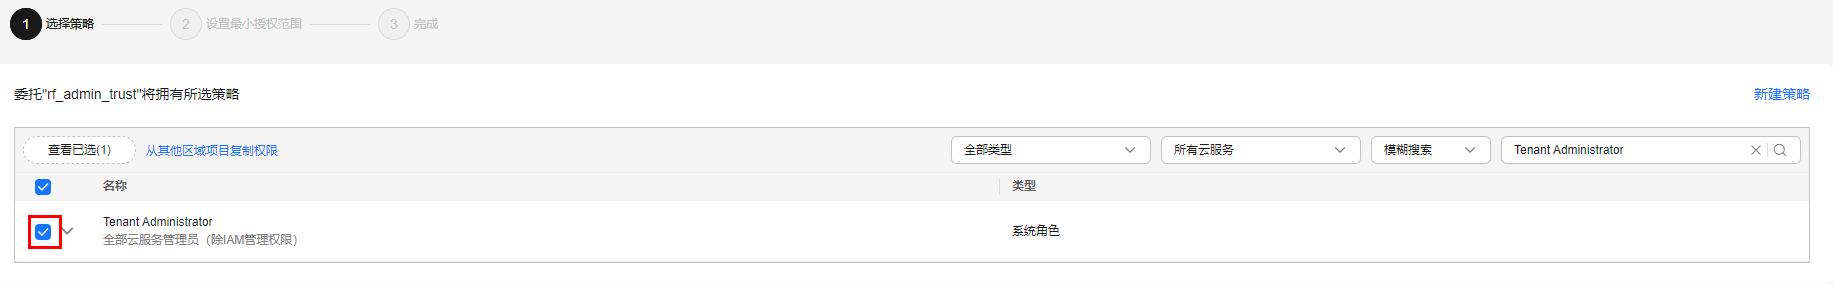 1 选择策略 2 设置最小授权范围 3 完成
委托"rf_admin_trust"将拥有所选策略 新建策略
查看已选(1) 从其他区域项目复制权限 全部类型 所有云服务 模糊搜索 Tenant Administrator
名称 类型
Tenant Administrator
全部云服务管理员（除IAM管理权限） 系统角色